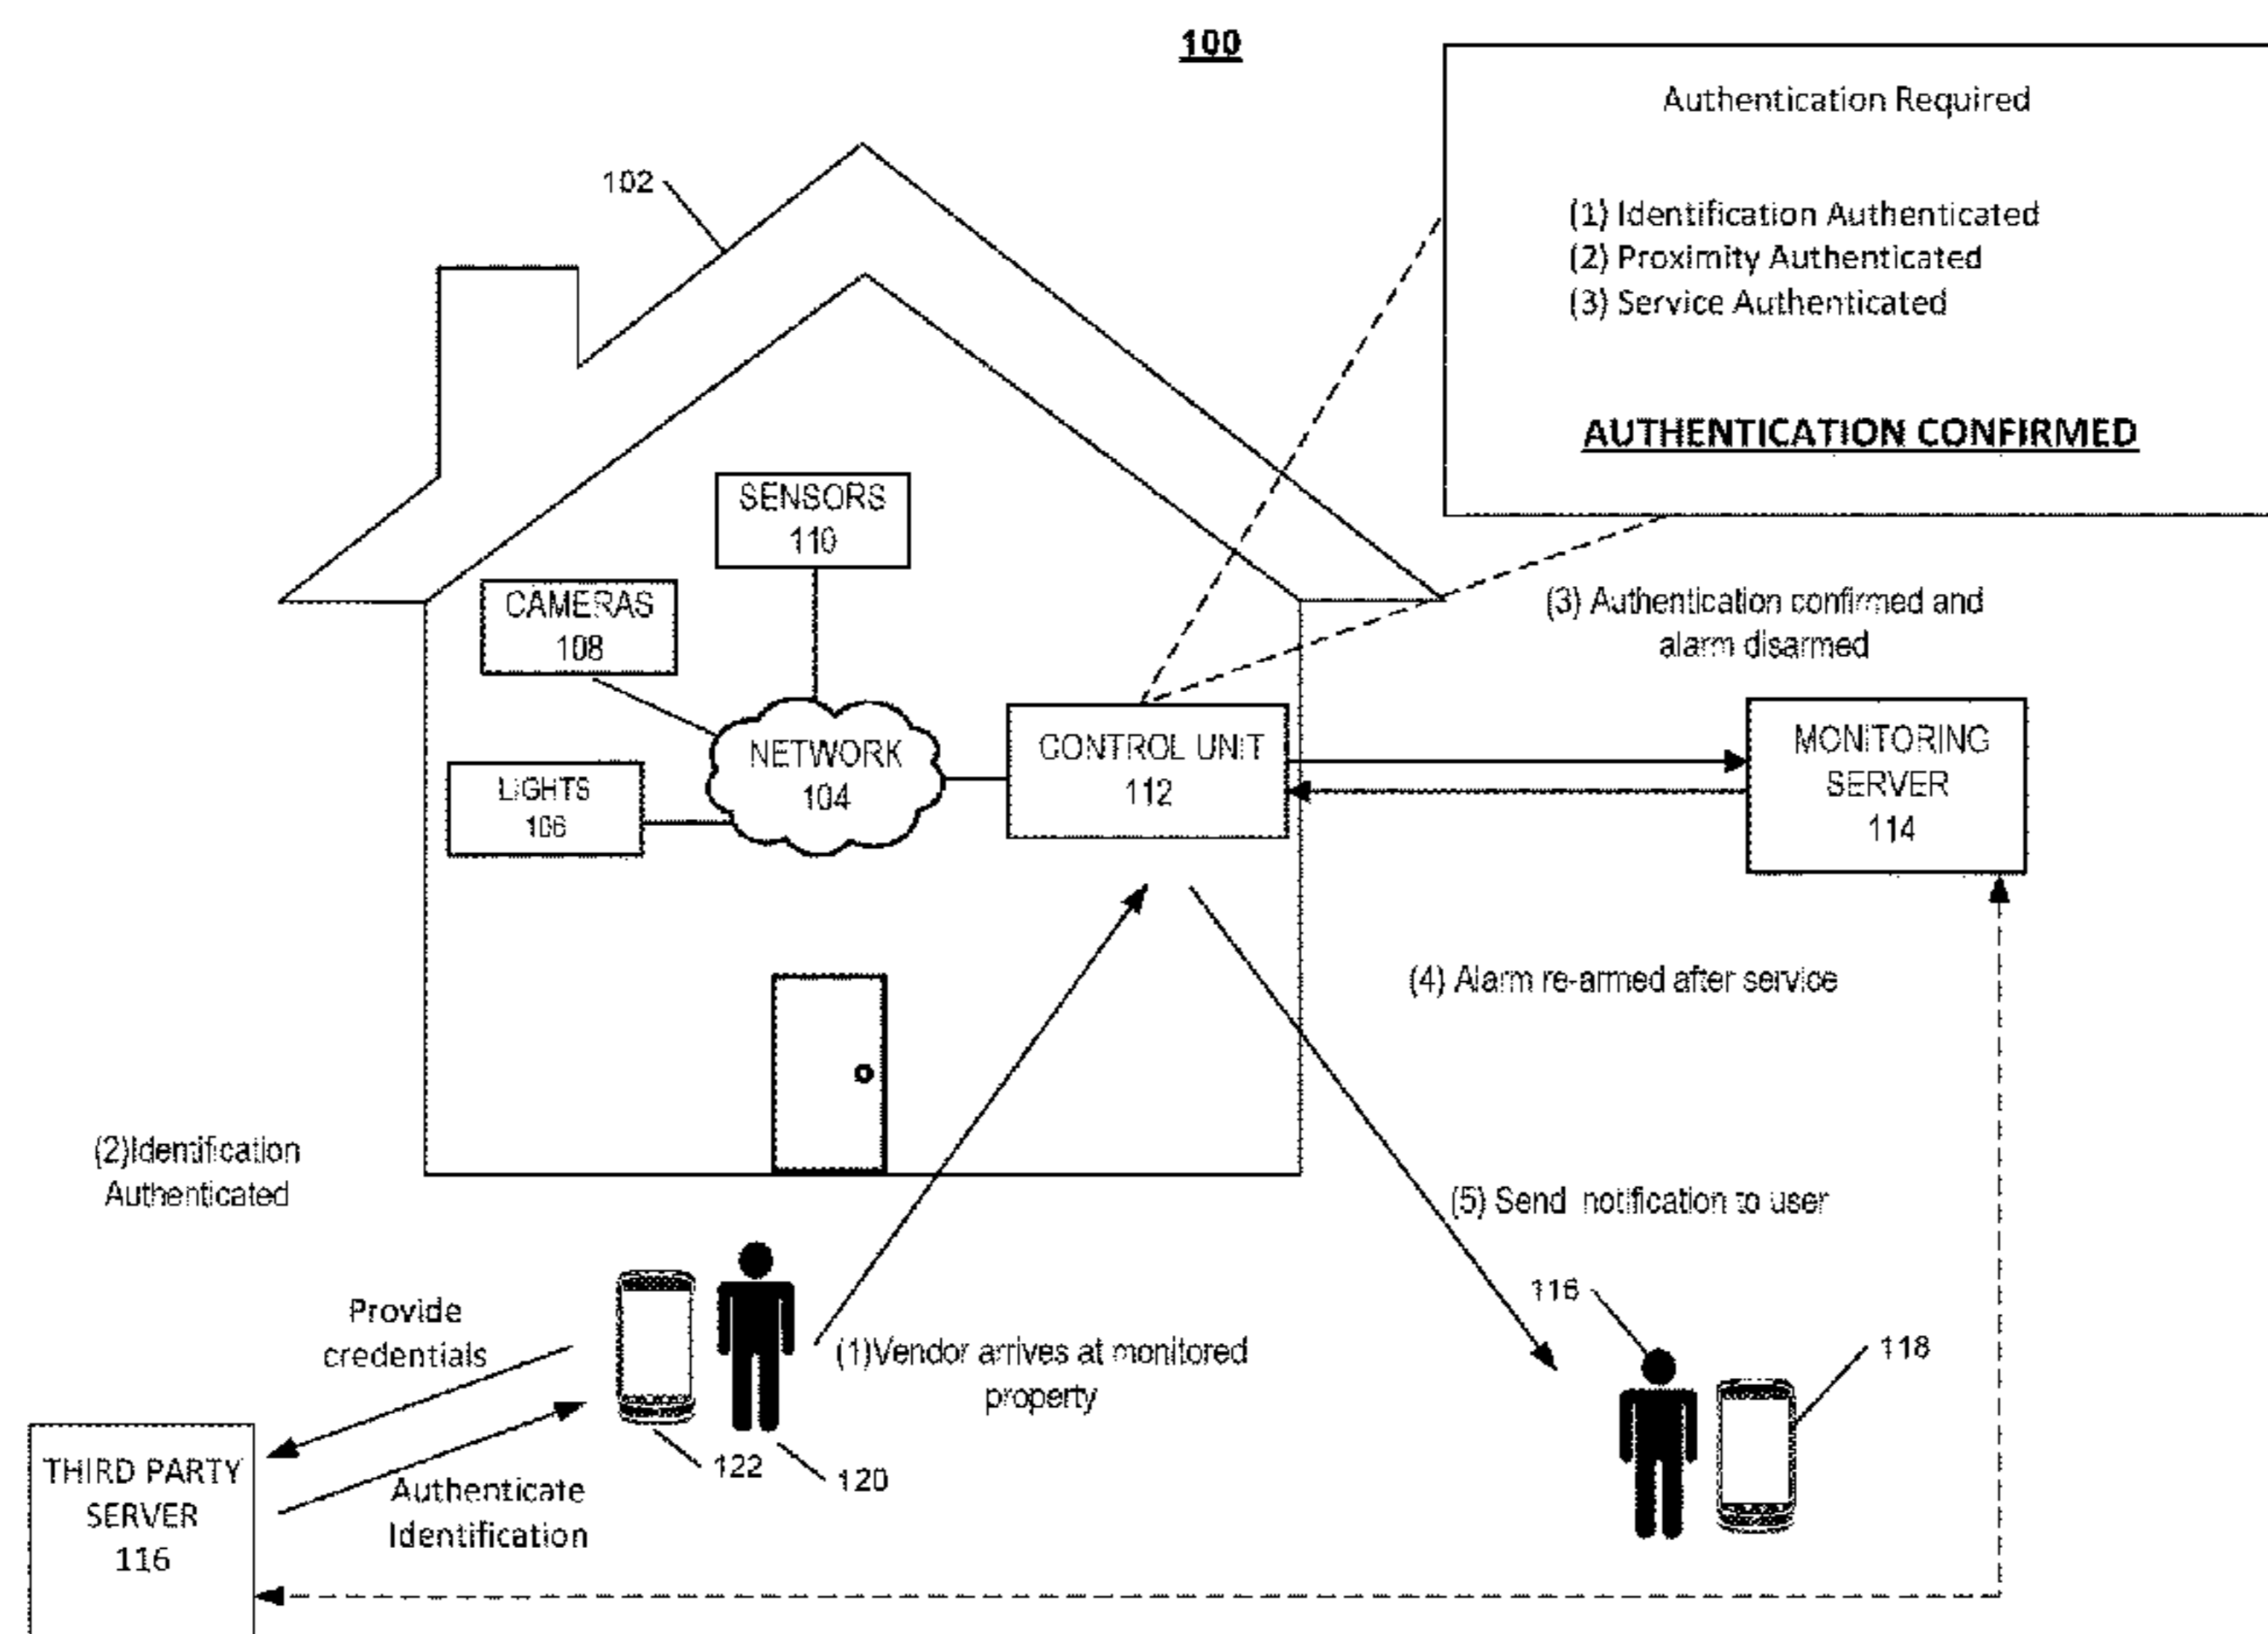 100
Authentication Required
(1) Identification Authenticated
(2) Proximity Authenticated
(3) Service Authenticated
AUTHENTICATION CONFIRMED
102
SENSORS
110
CAMERAS
108
(3) Authentication confirmed and
alarm disarmed
LIGHTS
106
NETWORK
104
CONTROL UNIT
112
MONITORING
SERVER
114
(4) Alarm re-armed after service
(2)Identification
Authenticated
(5) Send notification to user
Provide
credentials
(1)Vendor arrives at monitored
property
116
118
122
120
THIRD PARTY
SERVER
116
Authenticate
Identification